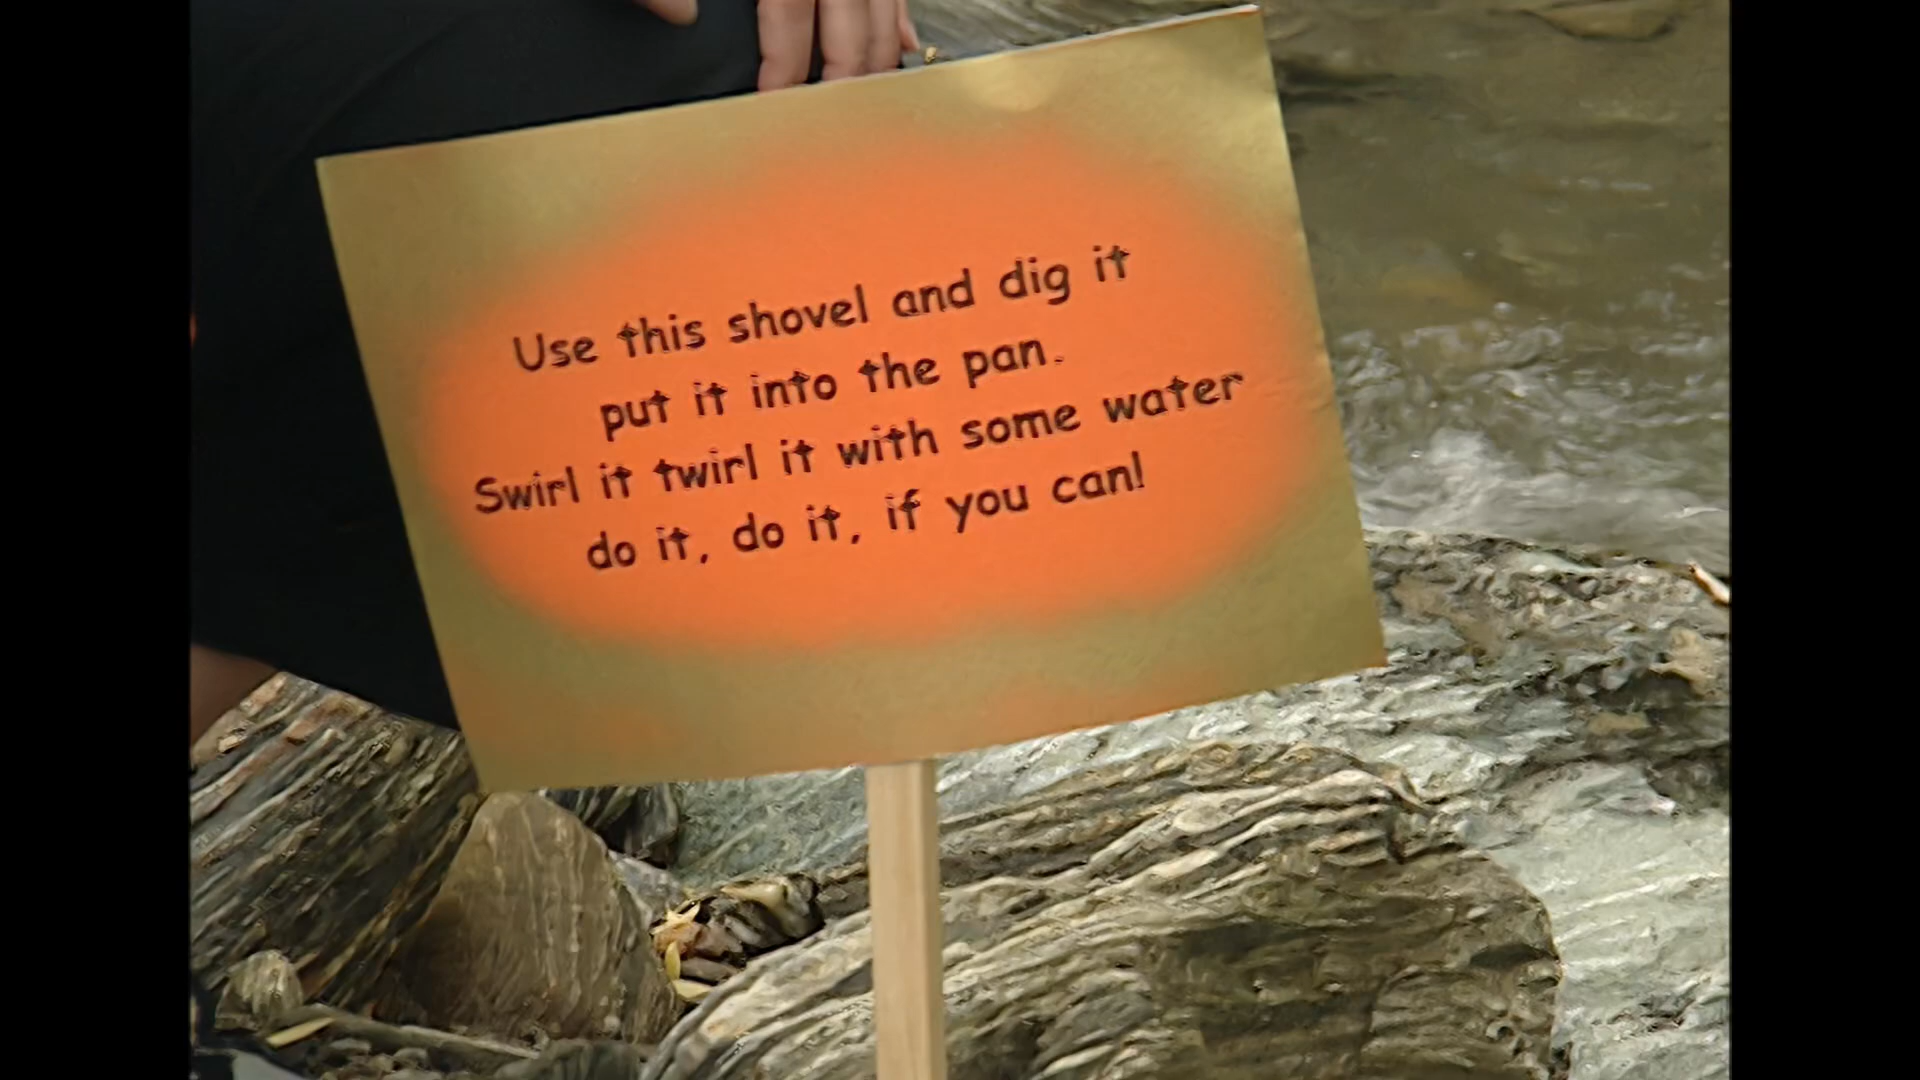 Use this shovel and dig it
put it into the pan.
Swirl it twirl it with some water
do it, do it, if you can!